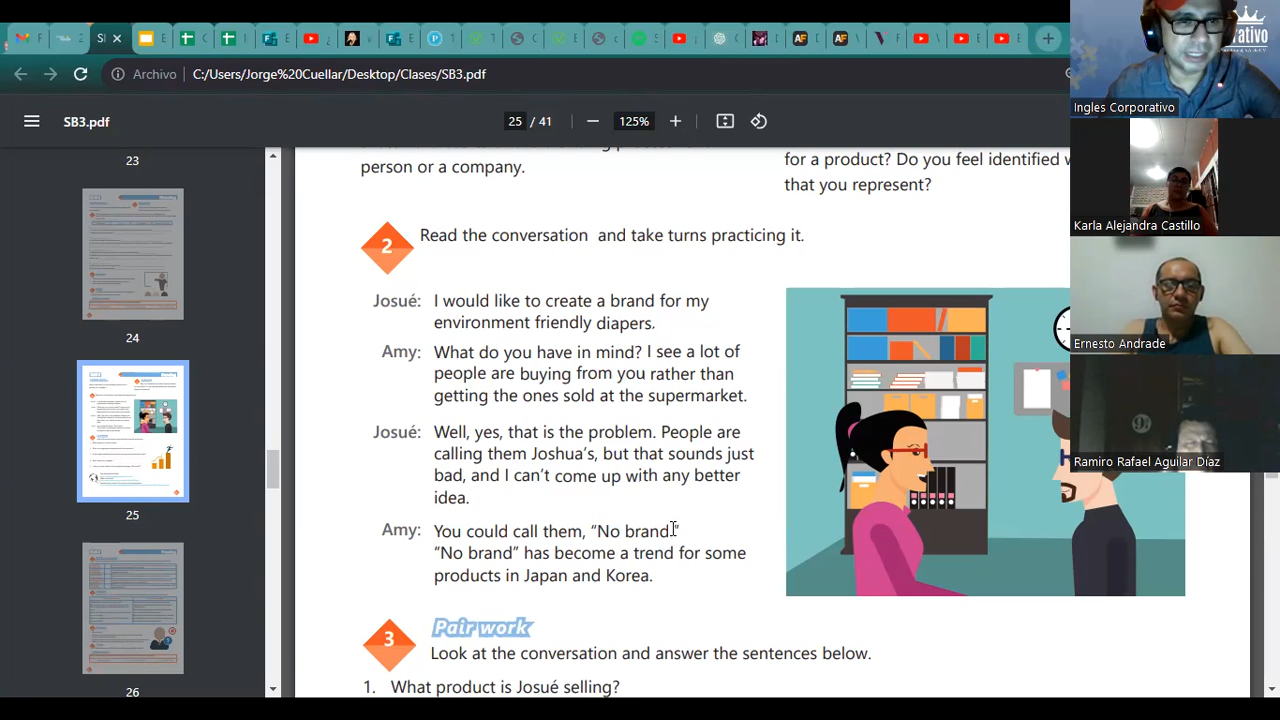 Archivo
C:/Users/Jorge%20Cuellar/Desktop/Clases/SB3.pdf
SB3.pdf
25 / 41
125%
23
24
25
26
person or a company.
for a product? Do you feel identified
that you represent?
2
Read the conversation and take turns practicing it.
Josué: I would like to create a brand for my
environment friendly diapers.
Amy: What do you have in mind? I see a lot of
people are buying from you rather than
getting the ones sold at the supermarket.
Josué: Well, yes, that is the problem. People are
calling them Joshua's, but that sounds just
bad, and I can't come up with any better
idea.
Amy: You could call them, “No brand.”
“No brand” has become a trend for some
products in Japan and Korea.
3
Pair work
Look at the conversation and answer the sentences below.
1. What product is Josué selling?
Ingles Corporativo
Karla Alejandra Castillo
Ernesto Andrade
Ramiro Rafael Aguilar Díaz